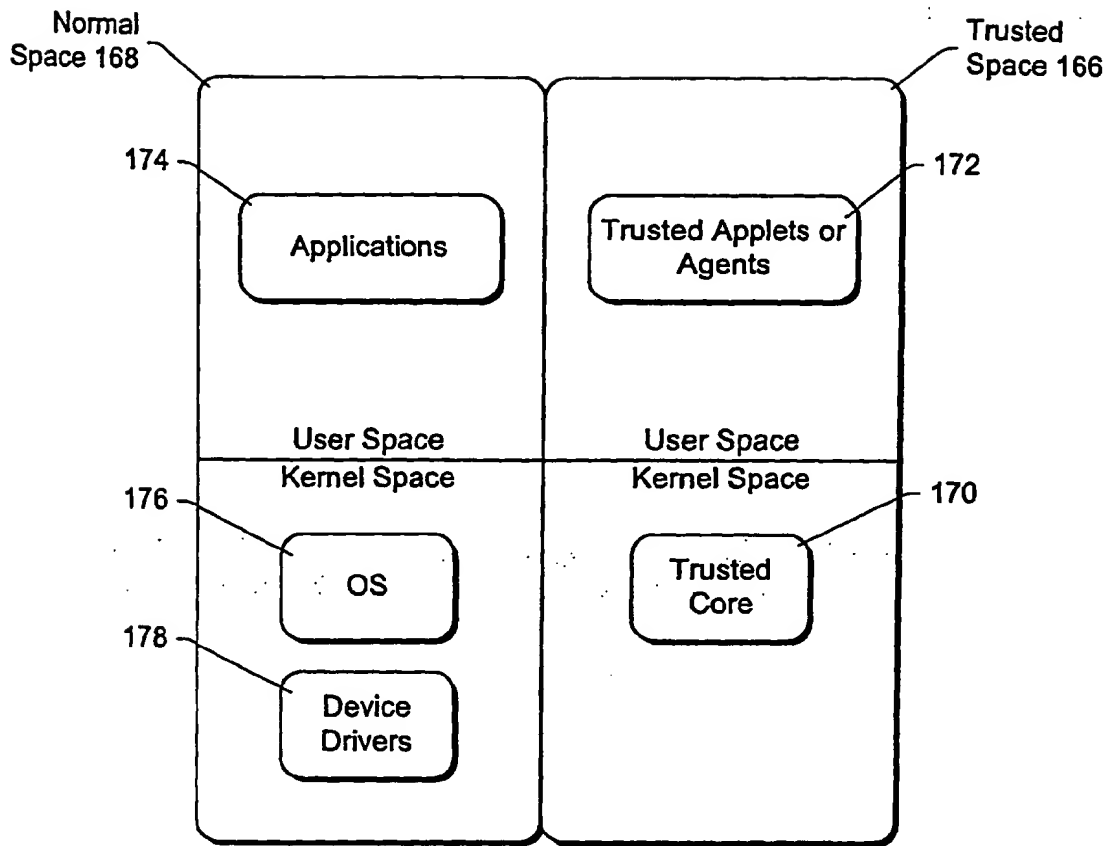 Normal
Space 168
Trusted
Space 166
174
172
Applications
Trusted Applets or
Agents
User Space
User Space
Kernel Space
Kernel Space
176
170
OS
Trusted
Core
178
Device
Drivers